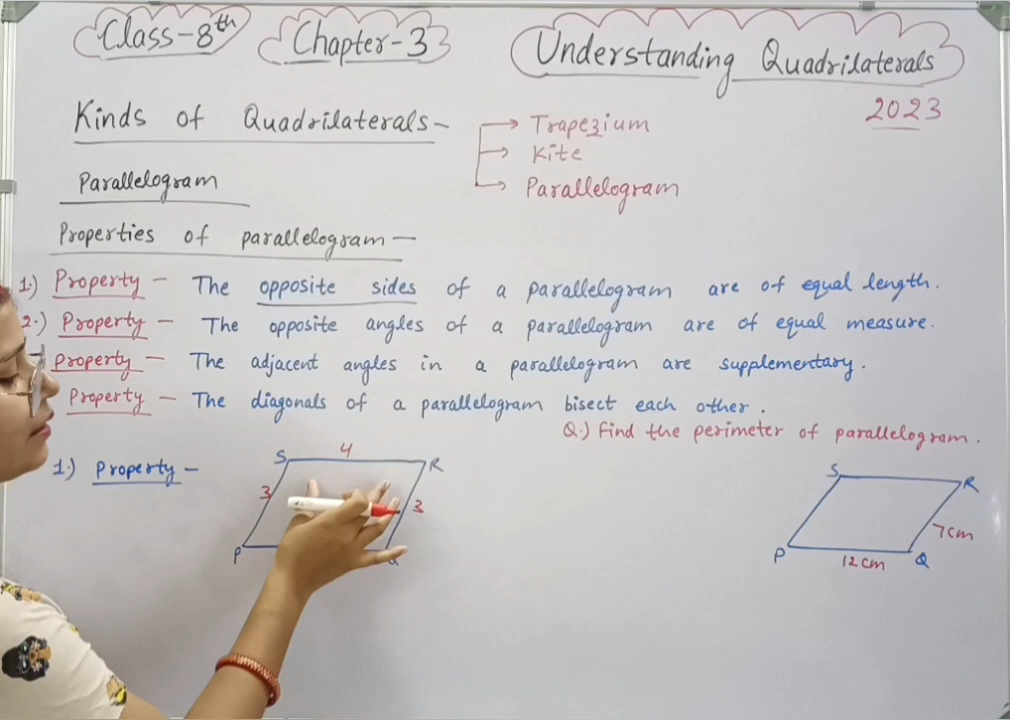 Class-8th Chapter-3 Understanding Quadrilaterals
2023
Kinds of Quadrilaterals-
Trapezium
Kite
Parallelogram
Parallelogram
Properties of parallelogram-
1.) Property - The opposite sides of a parallelogram are of equal length.
2.) Property - The opposite angles of a parallelogram are of equal measure.
Property - The adjacent angles in a parallelogram are supplementary.
Property - The diagonals of a parallelogram bisect each other.
Q.) Find the perimeter of parallelogram.
1.) Property -
S 4 R
3 3
P Q
S R
7cm
P 12cm Q